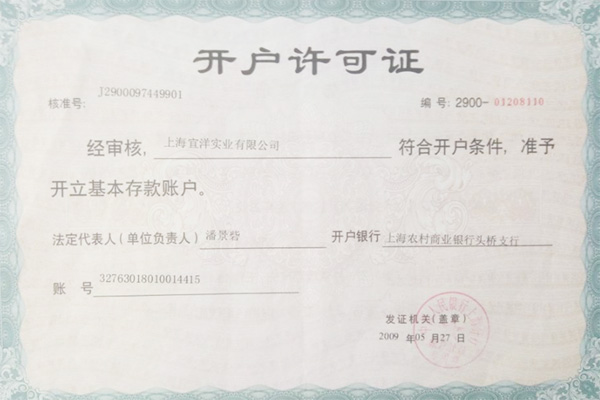 开户许可证
核准号: J2900097449901 编号: 2900-01208110
经审核, 上海宜洋实业有限公司 符合开户条件, 准予
开立基本存款账户。
法定代表人(单位负责人) 潘景 开户银行 上海农村商业银行头桥支行
账号 32763018010014415
发证机关(盖章)
2009 年05 月27 日